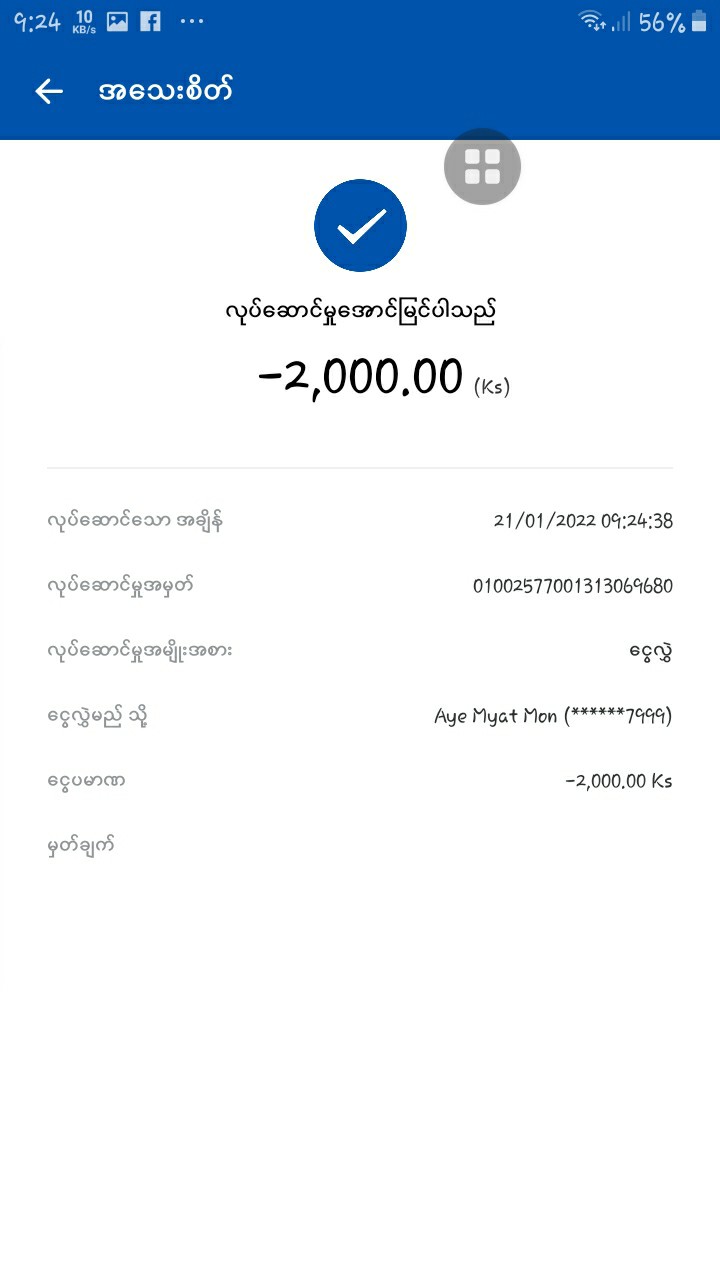 9:24 10 KB/s ... 56%
အသေးစိတ်
လုပ်ဆောင်မှုအောင်မြင်ပါသည်
-2,000.00 (Ks)
လုပ်ဆောင်သော အချိန် 21/01/2022 09:24:38
လုပ်ဆောင်မှုအမှတ် 01002577001313069680
လုပ်ဆောင်မှုအမျိုးအစား ငွေလွှဲ
ငွေလွှဲမည် သို့ Aye Myat Mon (******7999)
ငွေပမာဏ -2,000.00 Ks
မှတ်ချက်